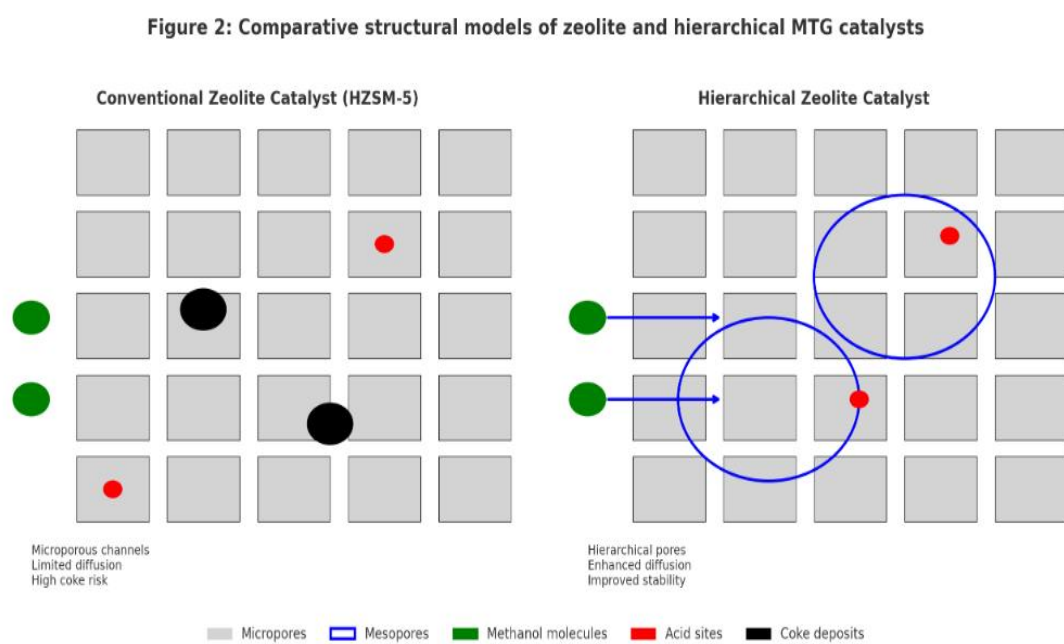 Figure 2: Comparative structural models of zeolite and hierarchical MTG catalysts
Conventional Zeolite Catalyst (HZSM-5)
Hierarchical Zeolite Catalyst
Microporous channels
Limited diffusion
High coke risk
Hierarchical pores
Enhanced diffusion
Improved stability
Micropores
Mesopores
Methanol molecules
Acid sites
Coke deposits